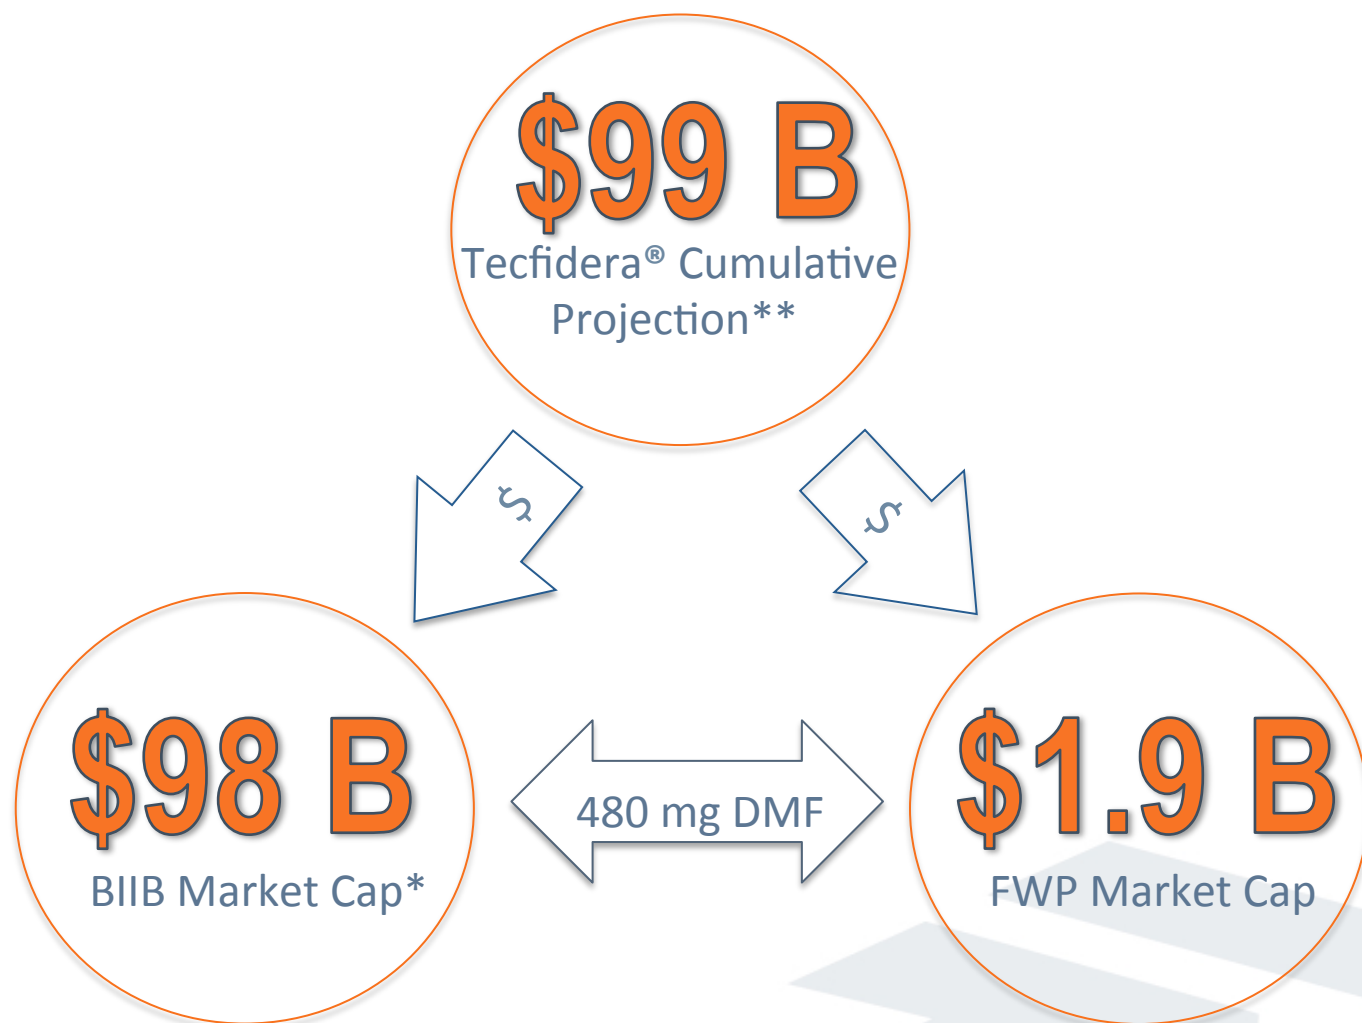 $99 B
Tecfidera® Cumulative
Projection**
$
$
$98 B
BIIB Market Cap*
480 mg DMF
$1.9 B
FWP Market Cap